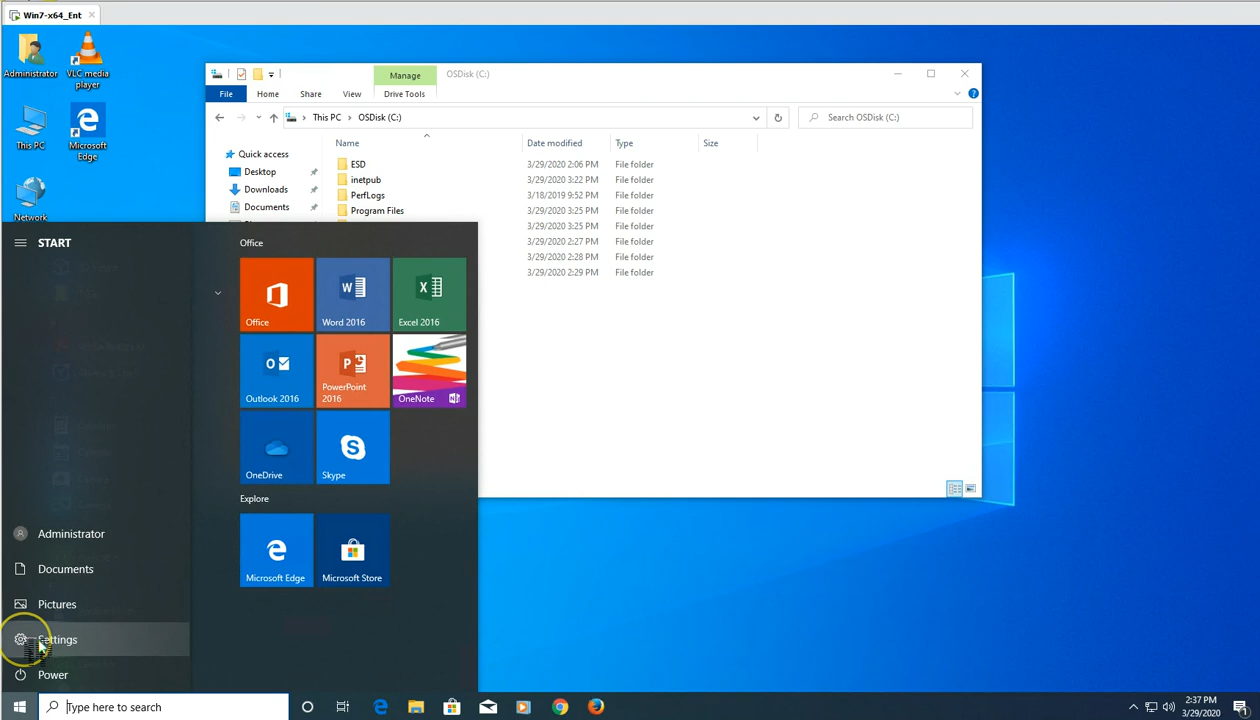 Win7-x64_Ent
Administrator
VLC media
player
This PC
Microsoft
Edge
Network
Manage
OSDisk (C:)
File
Home
Share
View
Drive Tools
This PC
OSDisk (C:)
Search OSDisk (C:)
Name
Date modified
Type
Size
Quick access
Desktop
Downloads
Documents
ESD
3/29/2020 2:06 PM
File folder
inetpub
3/29/2020 3:22 PM
File folder
PerfLogs
3/18/2019 9:52 PM
File folder
Program Files
3/29/2020 3:25 PM
File folder
3/29/2020 3:25 PM
File folder
3/29/2020 2:27 PM
File folder
3/29/2020 2:28 PM
File folder
3/29/2020 2:29 PM
File folder
START
Office
Office
Word 2016
Excel 2016
Outlook 2016
PowerPoint
2016
OneNote
OneDrive
Skype
Explore
Microsoft Edge
Microsoft Store
Administrator
Documents
Pictures
Settings
Power
Type here to search
2:37 PM
3/29/2020